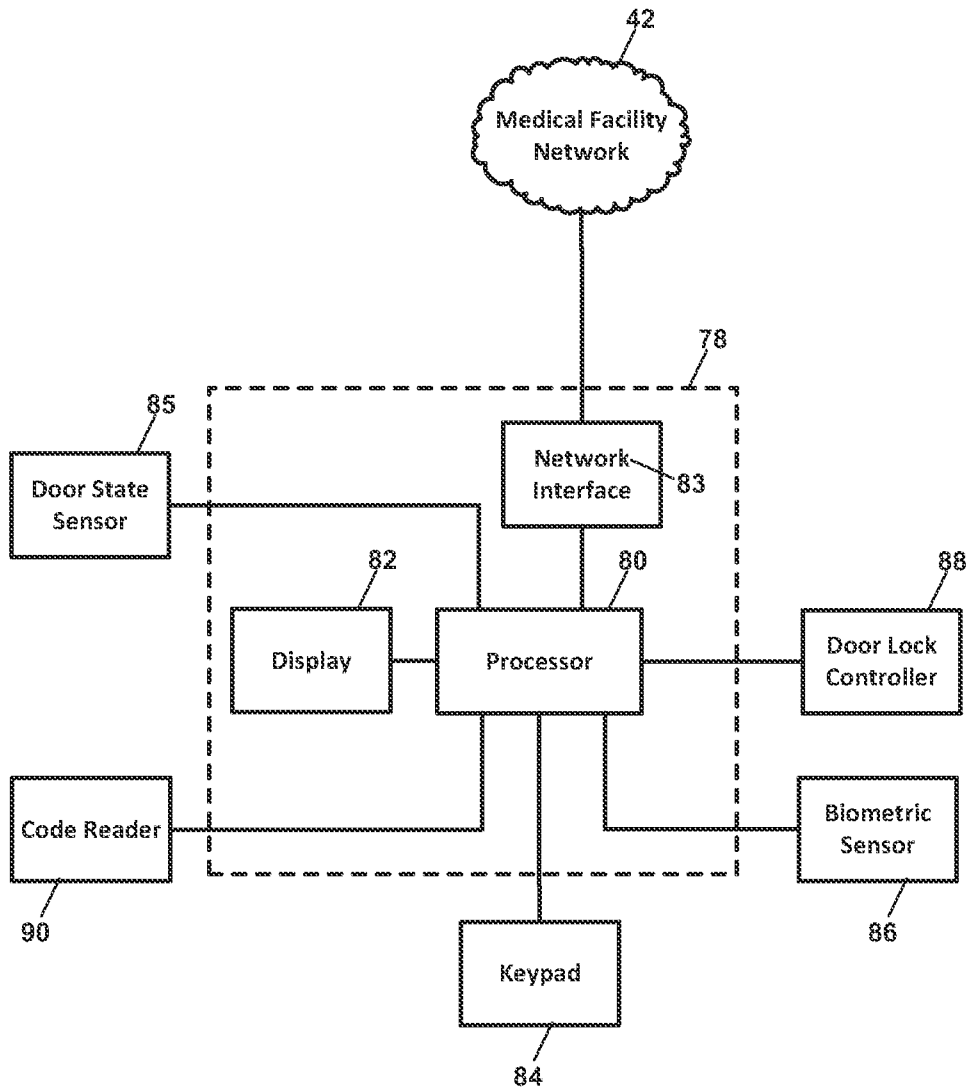 42
Medical Facility
Network
78
85
Door State
Sensor
Network
Interface
83
82
80
88
Display
Processor
Door Lock
Controller
Code Reader
Biometric
Sensor
90
86
Keypad
84